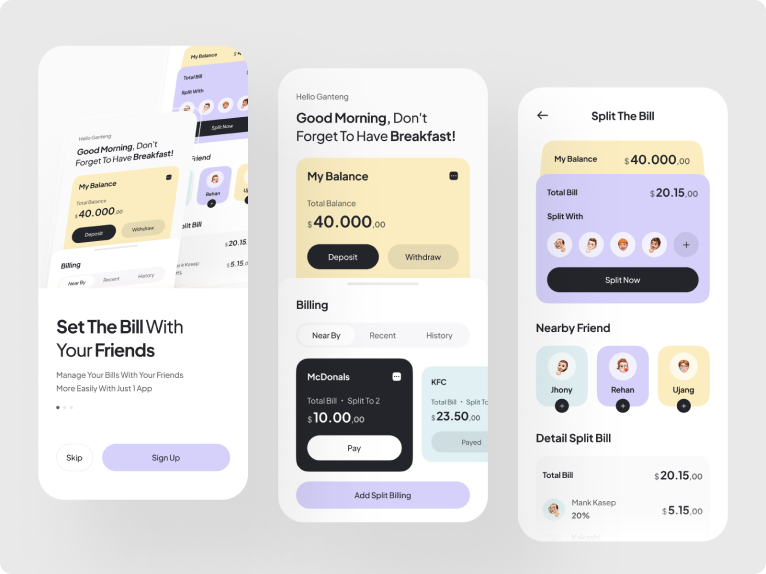 My Balance
Total Bill
Split With
Split Now
Hello Ganteng
Good Morning, Don't
Forget To Have Breakfast!
My Balance
Total Balance
$ 40.000,00
Deposit
Withdraw
Friend
Rehan
+
Split Bill
$ 20.15
Mank Kasep
$ 5.15,
Billing
Near By
Recent
History
Set The Bill With
Your Friends
Manage Your Bills With Your Friends
More Easily With Just 1 App
Skip
Sign Up
Hello Ganteng
Good Morning, Don't
Forget To Have Breakfast!
My Balance
Total Balance
$ 40.000,00
Deposit
Withdraw
Billing
Near By
Recent
History
McDonals
Total Bill • Split To 2
$ 10.00,00
Pay
KFC
Total Bill • Split To
$ 23.50,00
Payed
Add Split Billing
Split The Bill
My Balance
$ 40.000,00
Total Bill
$ 20.15,00
Split With
+
Split Now
Nearby Friend
Jhony
Rehan
Ujang
+
+
+
Detail Split Bill
Total Bill
$ 20.15,00
Mank Kasep
20%
$ 5.15,00